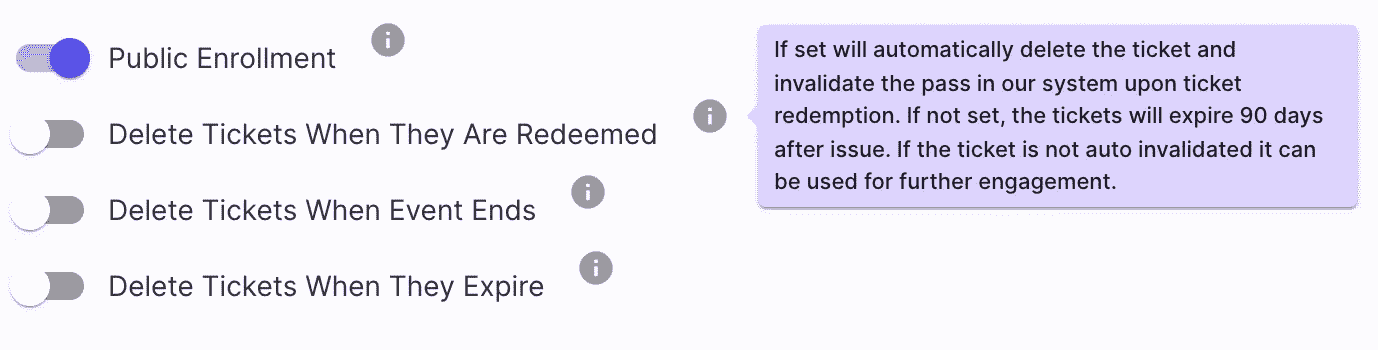 Public Enrollment
Delete Tickets When They Are Redeemed
If set will automatically delete the ticket and
invalidate the pass in our system upon ticket
redemption. If not set, the tickets will expire 90 days
after issue. If the ticket is not auto invalidated it can
be used for further engagement.
Delete Tickets When Event Ends
Delete Tickets When They Expire